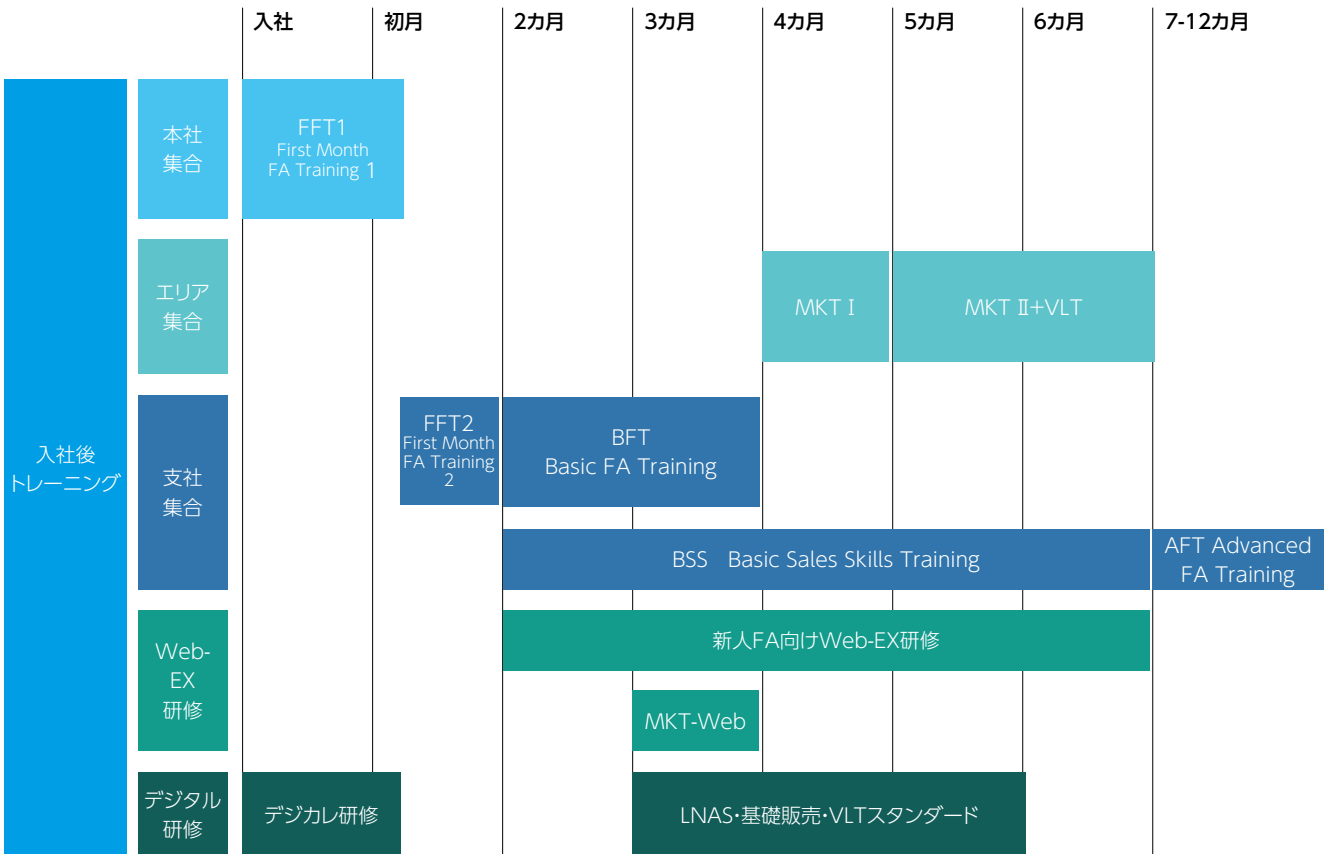 入社
初月
2カ月
3カ月
4カ月
5カ月
6カ月
7-12カ月
入社後
トレーニング
本社
集合
FFT1
First Month
FA Training 1
エリア
集合
MKT I
MKT II+VLT
支社
集合
FFT2
First Month
FA Training
2
BFT
Basic FA Training
BSS　Basic Sales Skills Training
AFT Advanced
FA Training
Web-
EX
研修
新人FA向けWeb-EX研修
MKT-Web
デジタル
研修
デジカレ研修
LNAS・基礎販売・VLTスタンダード